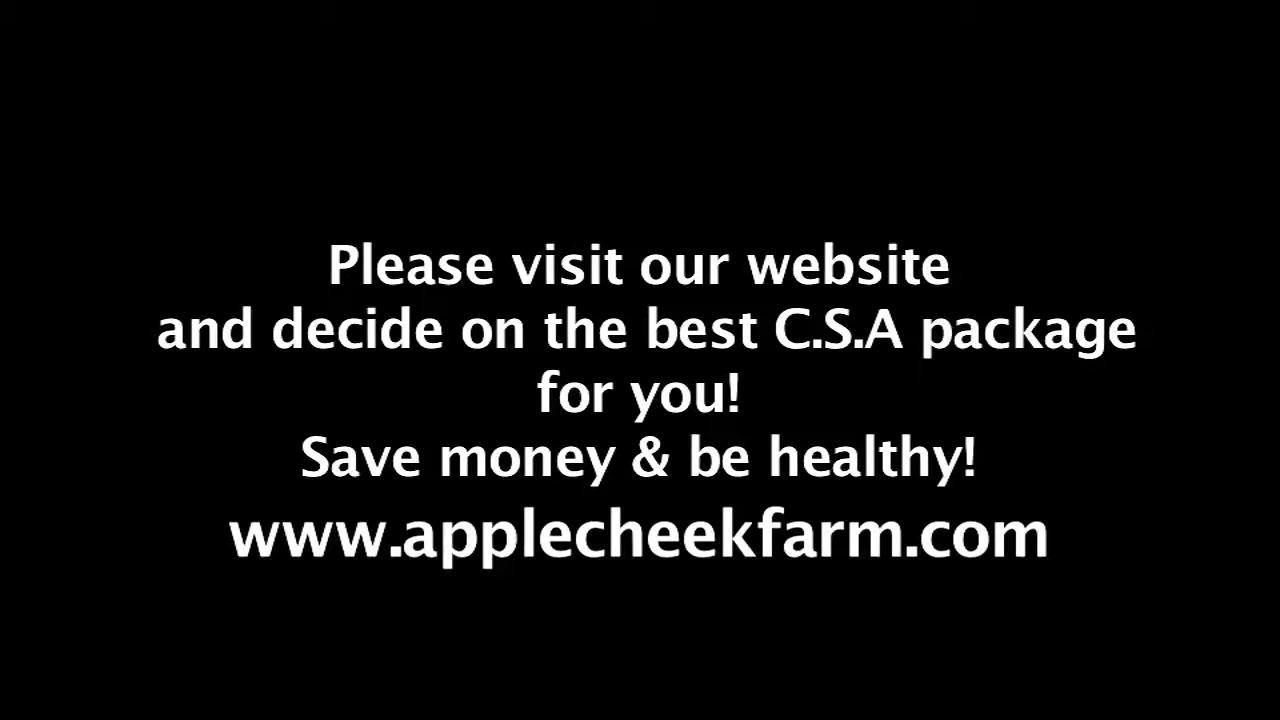 Please visit our website
and decide on the best C.S.A package
for you!
Save money & be healthy!
www.applecheekfarm.com